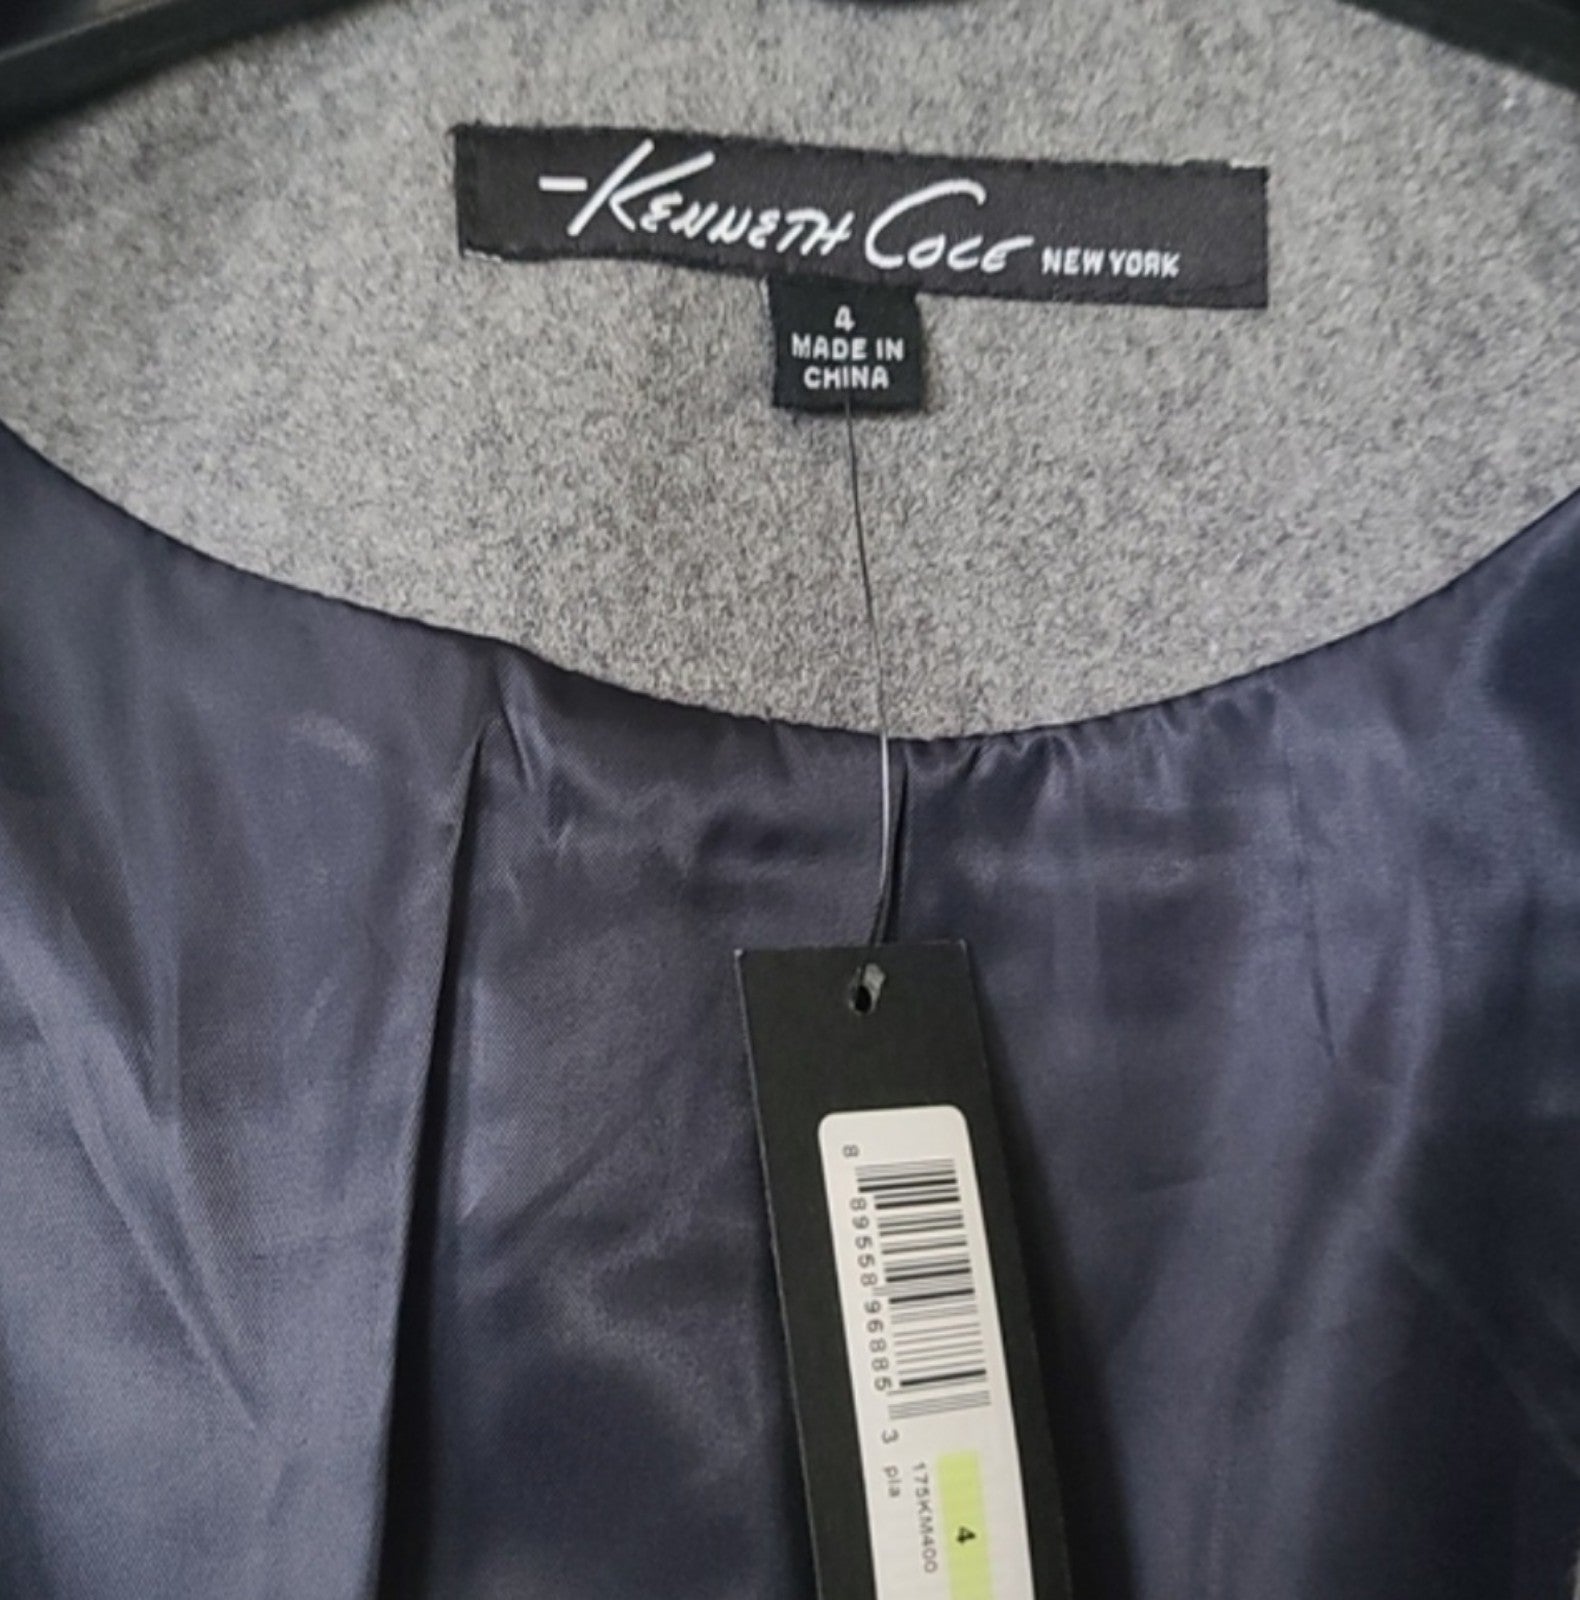 KENNETH COLE NEW YORK
4
MADE IN
CHINA
8 89558 96885 3 pla
175KM400
4